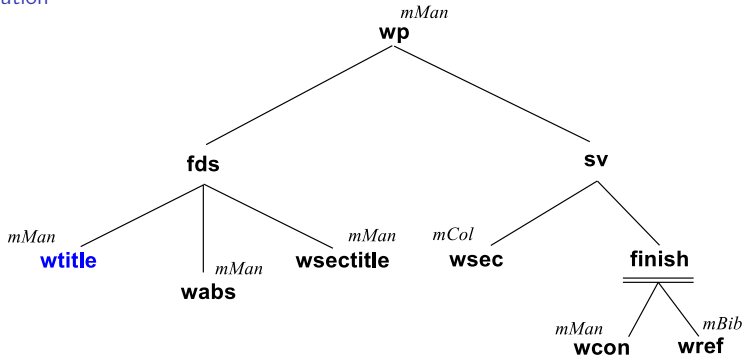 ution
mMan
wp
fds
sv
mMan
mMan
mCol
wtitle
wsectitle
wsec
finish
mMan
wabs
mMan
mBib
wcon
wref